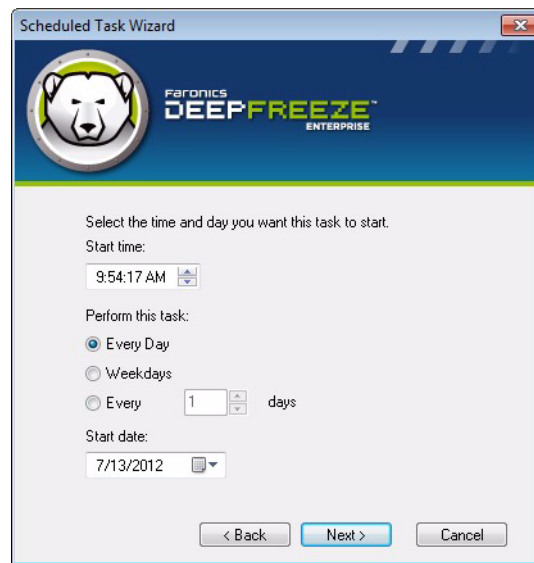 Scheduled Task Wizard
Faronics
DEEPFREEZE™
ENTERPRISE
Select the time and day you want this task to start.
Start time:
9:54:17 AM
Perform this task:
Every Day
Weekdays
Every 1 days
Start date:
7/13/2012
< Back Next > Cancel